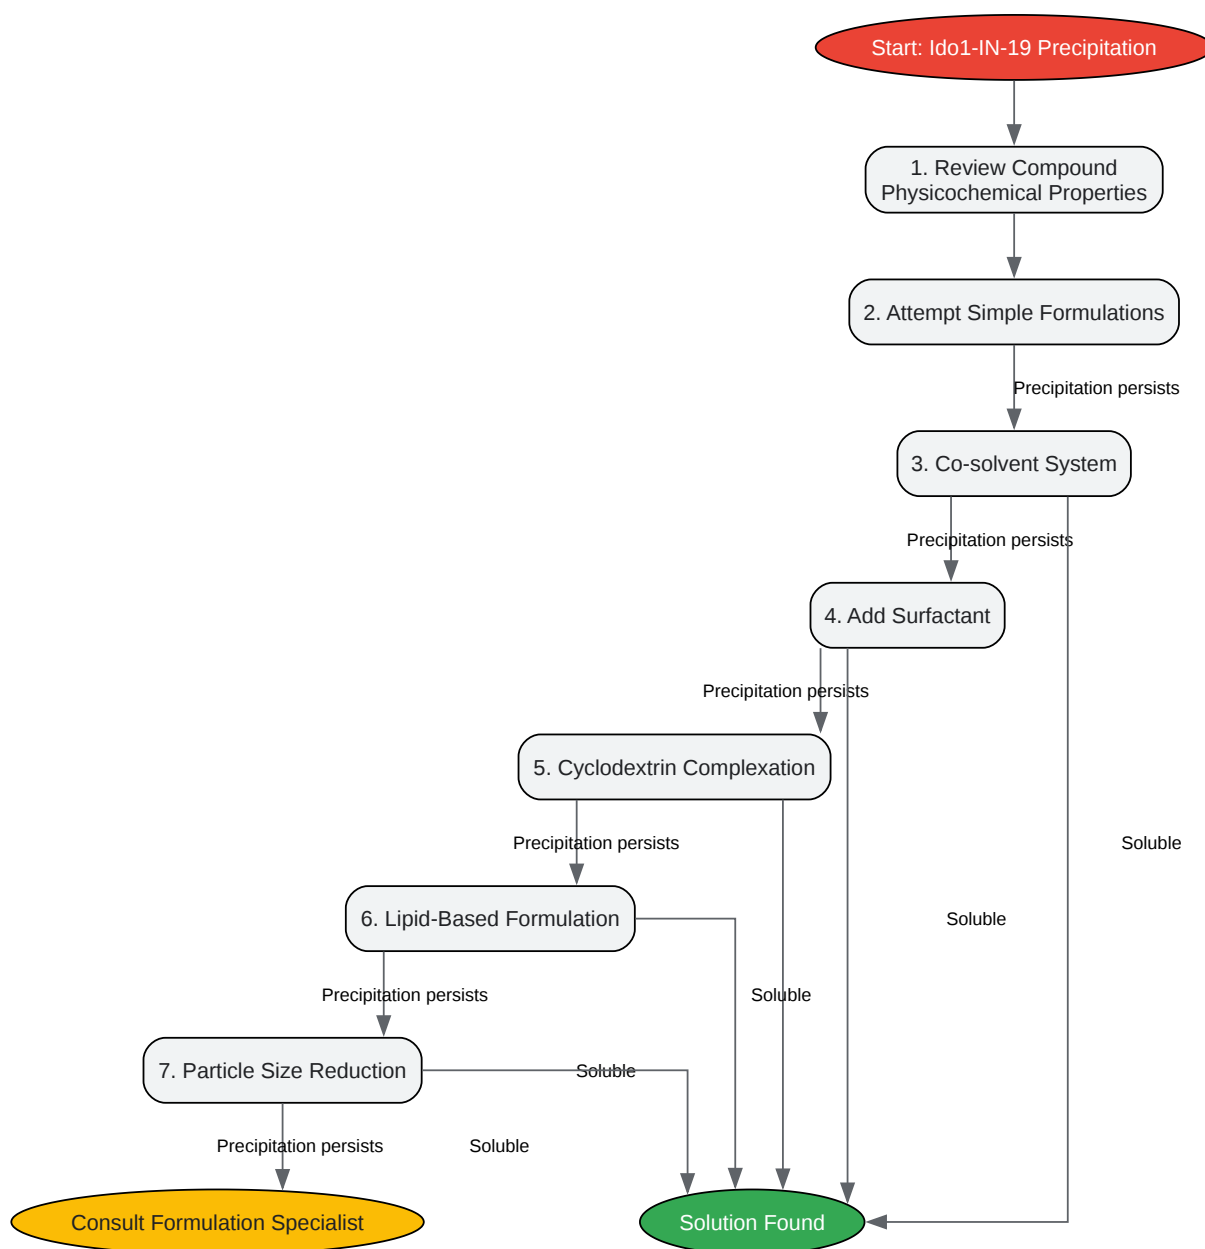 Start: Ido1-IN-19 Precipitation
1. Review Compound
Physicochemical Properties
2. Attempt Simple Formulations
Precipitation persists
3. Co-solvent System
Precipitation persists
4. Add Surfactant
Precipitation persists
5. Cyclodextrin Complexation
Precipitation persists
Soluble
6. Lipid-Based Formulation
Soluble
Precipitation persists
Soluble
7. Particle Size Reduction
Soluble
Precipitation persists
Soluble
Consult Formulation Specialist
Solution Found